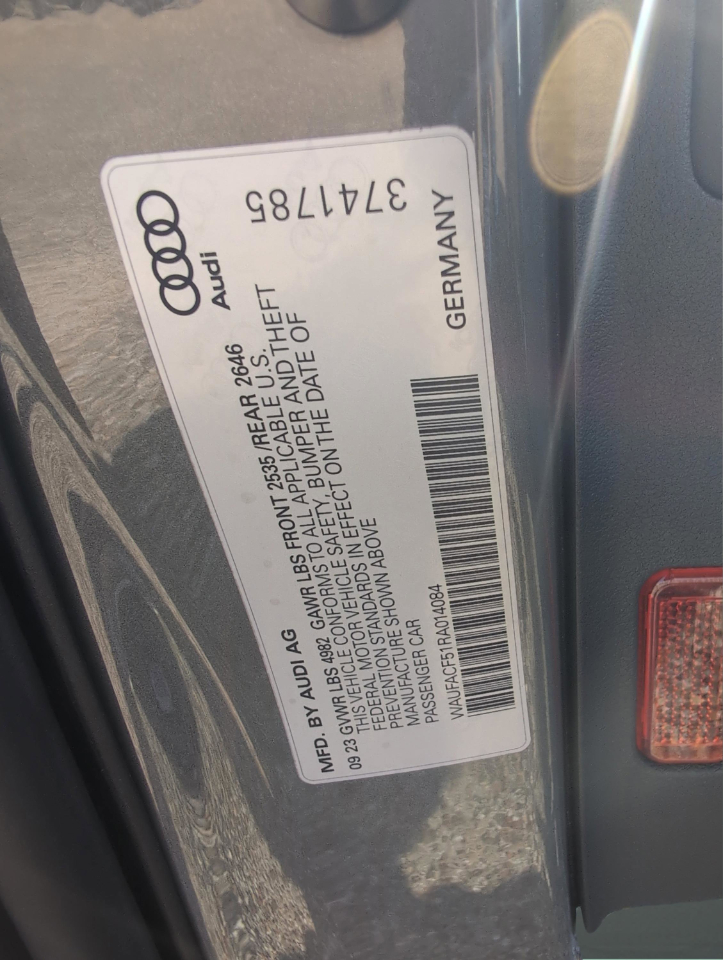 Audi
3741785
MFD. BY AUDI AG
09 23 GVWR LBS 4982 GAWR LBS FRONT 2535 /REAR 2646
THIS VEHICLE CONFORMS TO ALL APPLICABLE U.S.
FEDERAL MOTOR VEHICLE SAFETY, BUMPER AND THEFT
PREVENTION STANDARDS IN EFFECT ON THE DATE OF
MANUFACTURE SHOWN ABOVE
PASSENGER CAR
WAUFACF51RA014084
GERMANY